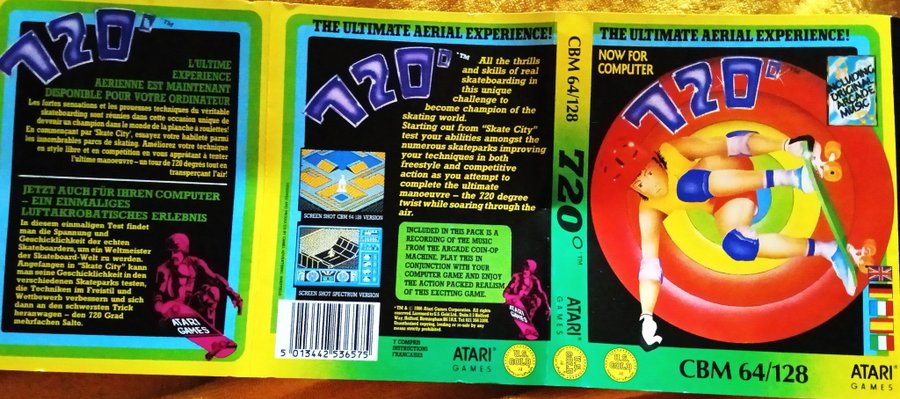 720°™
L'ULTIME
EXPERIENCE
AERIENNE EST MAINTENANT
DISPONIBLE POUR VOTRE ORDINATEUR
Les fortes sensations et les prouesses techniques du véritable
skateboarding sont réunies dans cette occasion unique de
devenir un champion dans le monde de la planche a roulettes!
En commençant par 'Skate City', essayez votre habileté parmi
les innombrables parcs de skating. Améliorez votre technique
en style libre et en compétition en vous apprêtant à tenter
l'ultime manoeuvre – un tour de 720 degrés tout en
transperçant l'air!
JETZT AUCH FÜR IHREN COMPUTER
– EIN EINMALIGES
LUFTAKROBATISCHES ERLEBNIS
In diesem einmaligen Test findet
man die Spannung und
Geschicklichkeit der echten
Skateboarders, um ein Weltmeister
der Skateboard-Welt zu werden.
Angefangen in "Skate City" kann
man seine Geschicklichkeit in den
verschiedenen Skateparks testen,
die Techniken im Freistil und
Wettbewerb verbessern und sich
dann an den schwersten Trick
heranwagen – den 720 Grad
mehrfachen Salto.
ATARI
GAMES
THE ULTIMATE AERIAL EXPERIENCE!
720°™
All the thrills
and skills of real
skateboarding in
this unique
challenge to
become champion of the
skating world.
Starting out from "Skate City"
test your abilities amongst the
numerous skateparks improving
your techniques in both
freestyle and competitive
action as you attempt to
complete the ultimate
manoeuvre – the 720 degree
twist while soaring through the
air.
SCREEN SHOT CBM 64/128 VERSION
SCREEN SHOT SPECTRUM VERSION
INCLUDED IN THIS PACK IS A
RECORDING OF THE MUSIC
FROM THE ARCADE COIN-OP
MACHINE. PLAY THIS IN
CONJUNCTION WITH YOUR
COMPUTER GAME AND ENJOY
THE ACTION PACKED REALISM
OF THIS EXCITING GAME.
ATARI
GAMES
5 013442 536575
Y COMPRIS
INSTRUCTIONS
FRANCAISES
ATARI
GAMES
U.S.
GOLD
CBM 64/128
720°™
ATARI
GAMES
U.S.
GOLD
THE ULTIMATE AERIAL EXPERIENCE!
NOW FOR
COMPUTER
720°™
INCLUDING
ORIGINAL
ARCADE
MUSIC
U.S.
GOLD
CBM 64/128
ATARI
GAMES